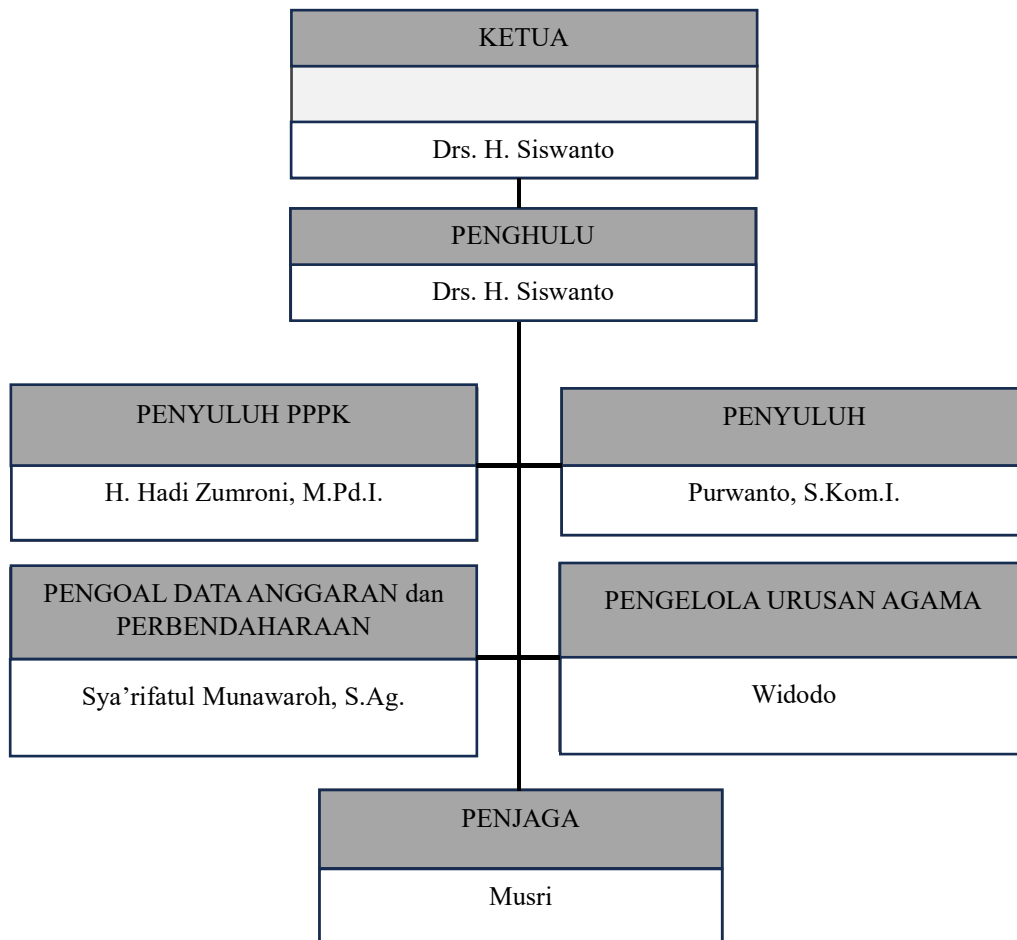 KETUA
Drs. H. Siswanto
PENGHULU
Drs. H. Siswanto
PENYULUH PPPK
H. Hadi Zumroni, M.Pd.I.
PENYULUH
Purwanto, S.Kom.I.
PENGOAL DATA ANGGARAN dan
PERBENDAHARAAN
Sya’rifatul Munawaroh, S.Ag.
PENGELOLA URUSAN AGAMA
Widodo
PENJAGA
Musri